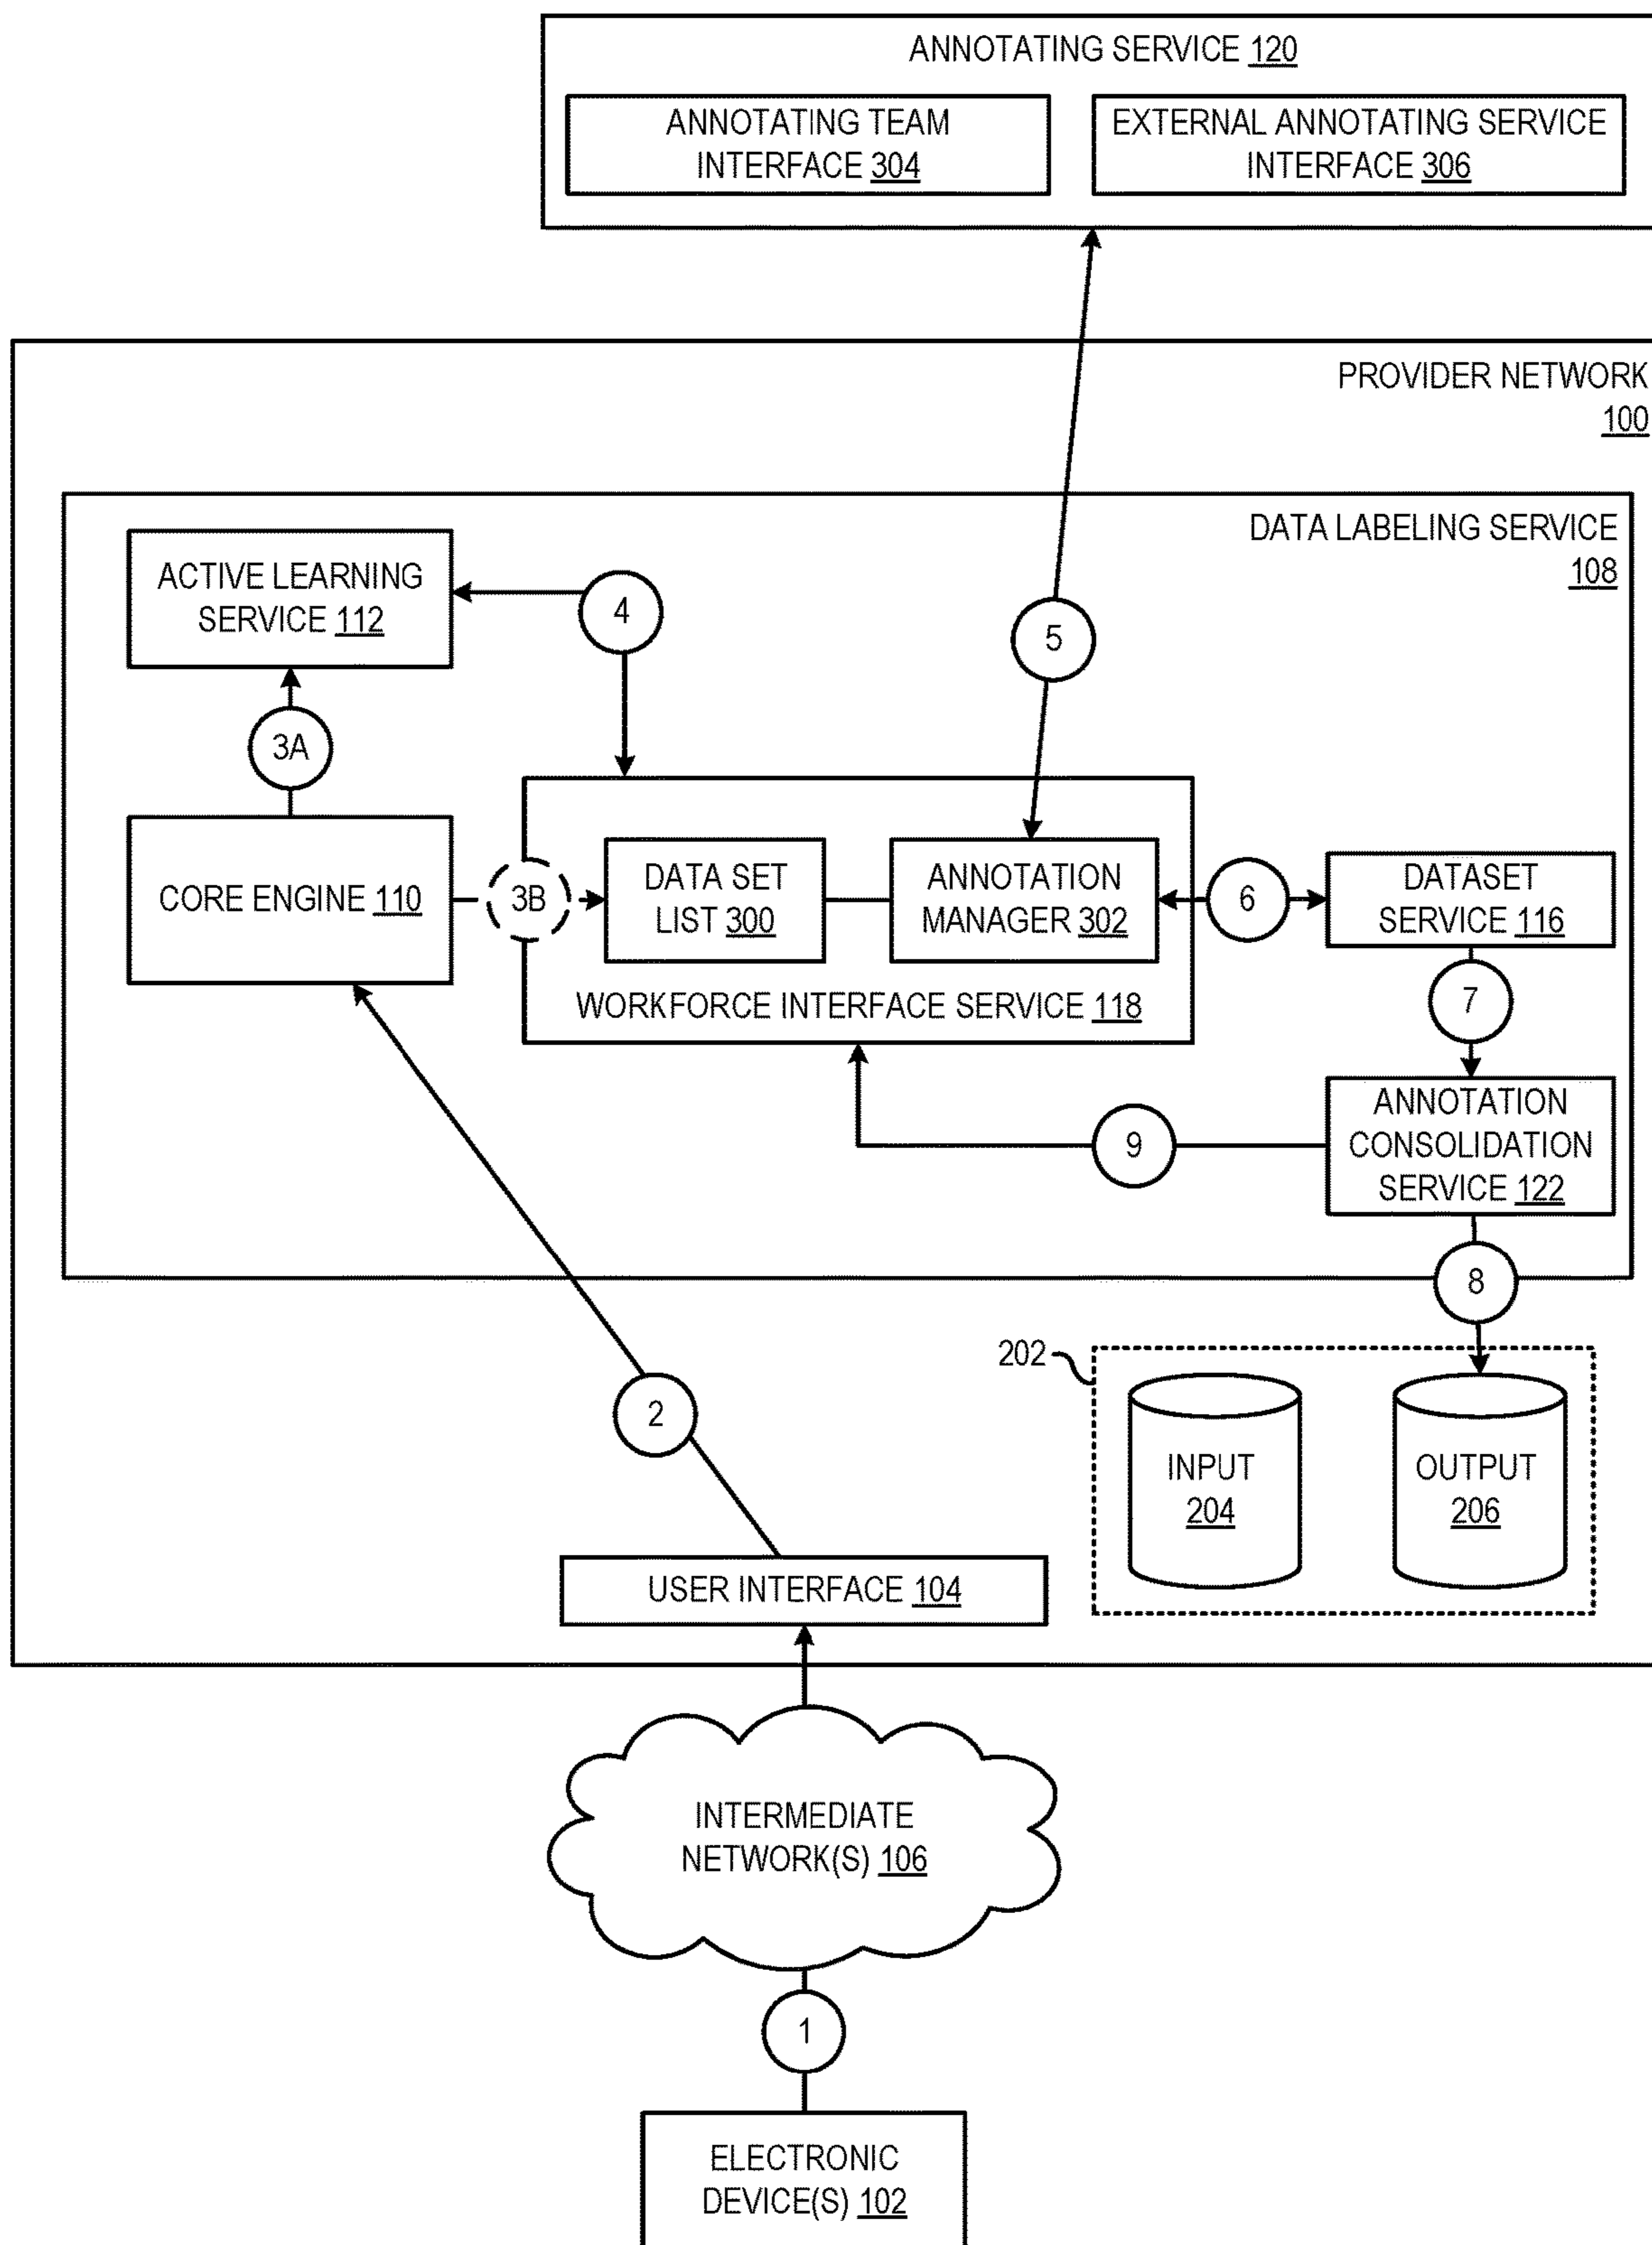 ANNOTATING SERVICE 120
ANNOTATING TEAM
INTERFACE 304
EXTERNAL ANNOTATING SERVICE
INTERFACE 306
PROVIDER NETWORK
100
DATA LABELING SERVICE
108
ACTIVE LEARNING
SERVICE 112
4
5
3A
CORE ENGINE 110
3B
DATA SET
LIST 300
ANNOTATION
MANAGER 302
6
DATASET
SERVICE 116
WORKFORCE INTERFACE SERVICE 118
7
9
ANNOTATION
CONSOLIDATION
SERVICE 122
8
202
2
INPUT
204
OUTPUT
206
USER INTERFACE 104
INTERMEDIATE
NETWORK(S) 106
1
ELECTRONIC
DEVICE(S) 102